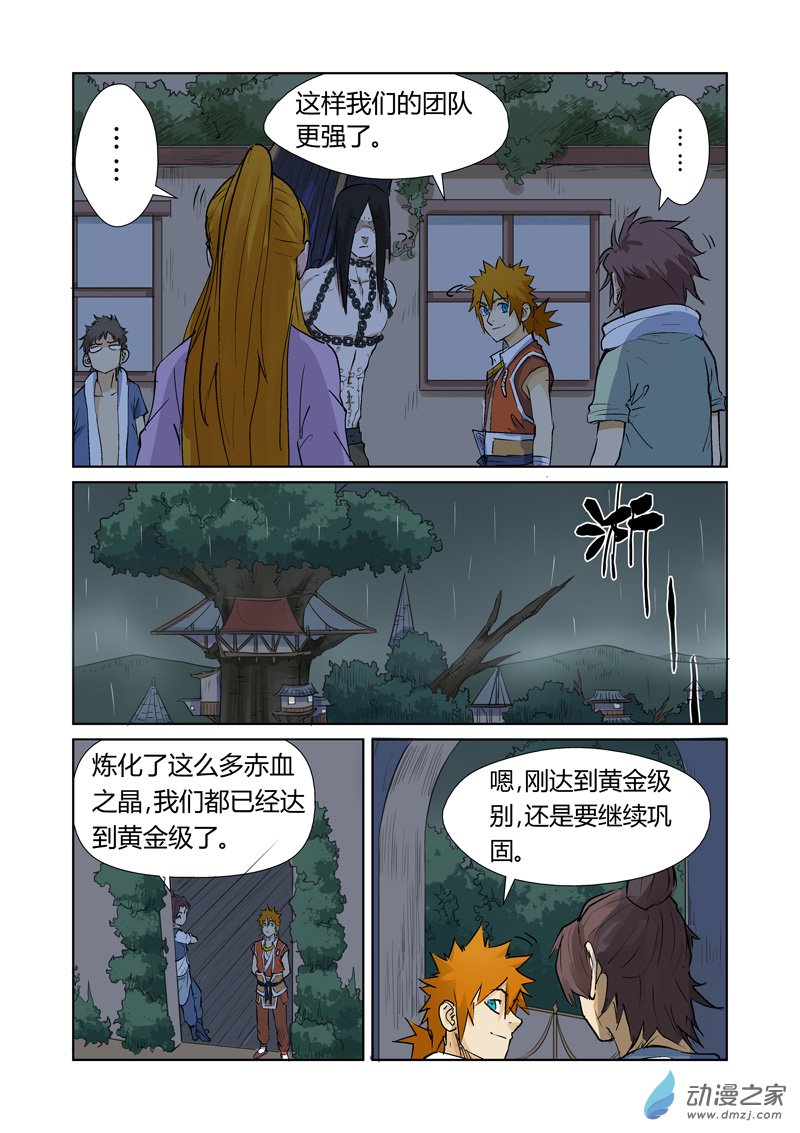 ……
这样我们的团队
更强了。
……
淅
炼化了这么多赤血
之晶，我们都已经达
到黄金级了。
嗯，刚达到黄金级
别，还是要继续巩
固。
动漫之家
www.dmzj.com